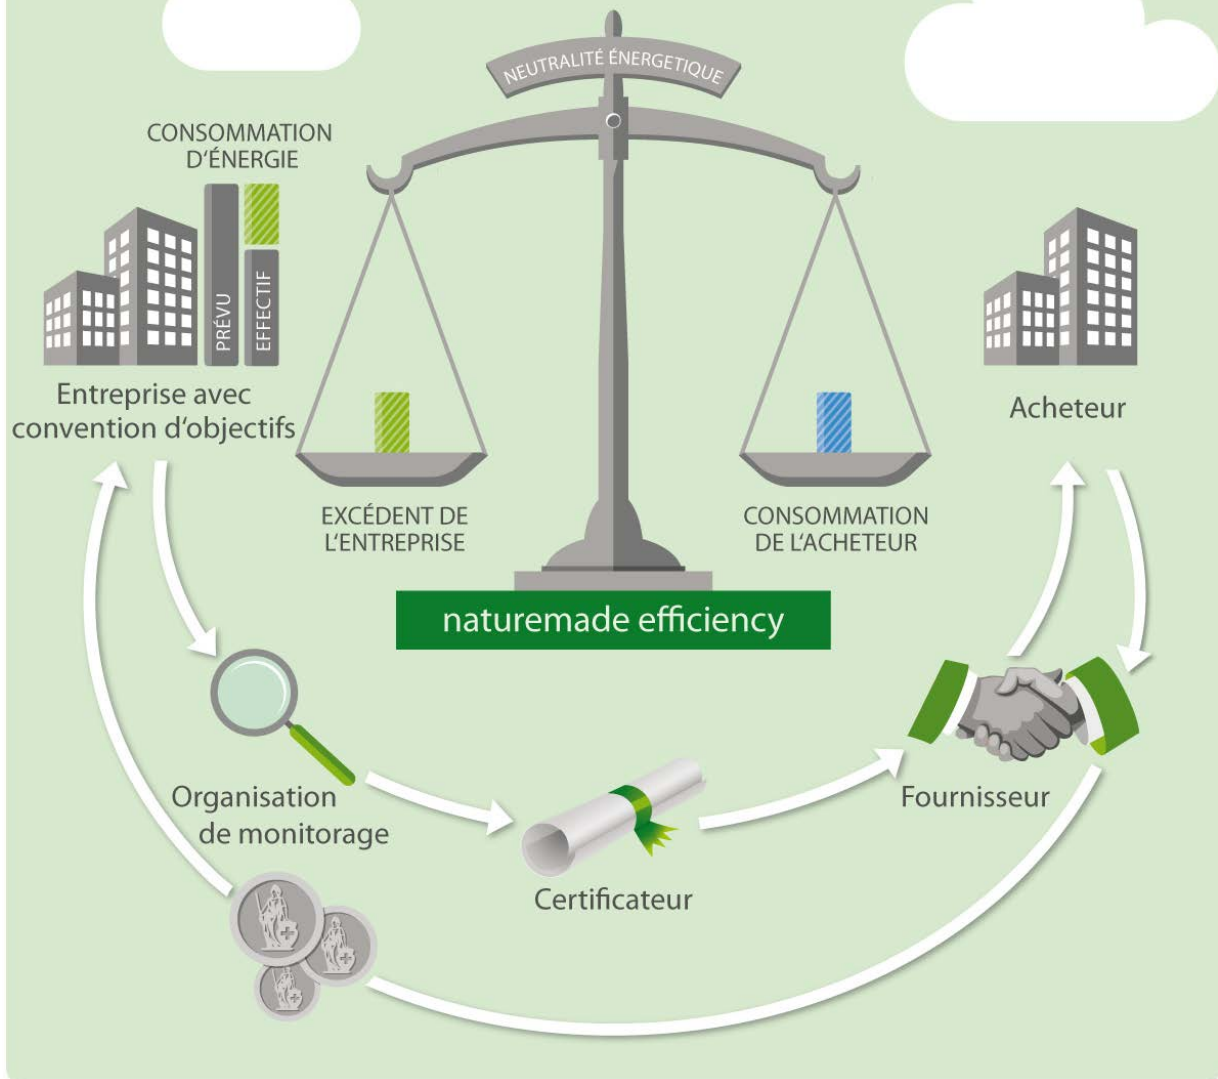 NEUTRALITÉ ÉNERGETIQUE
CONSOMMATION
D'ÉNERGIE
PRÉVU
EFFECTIF
Entreprise avec
convention d'objectifs
Acheteur
EXCÉDENT DE
L'ENTREPRISE
CONSOMMATION
DE L'ACHETEUR
naturemade efficiency
Organisation
de monitorage
Fournisseur
Certificateur